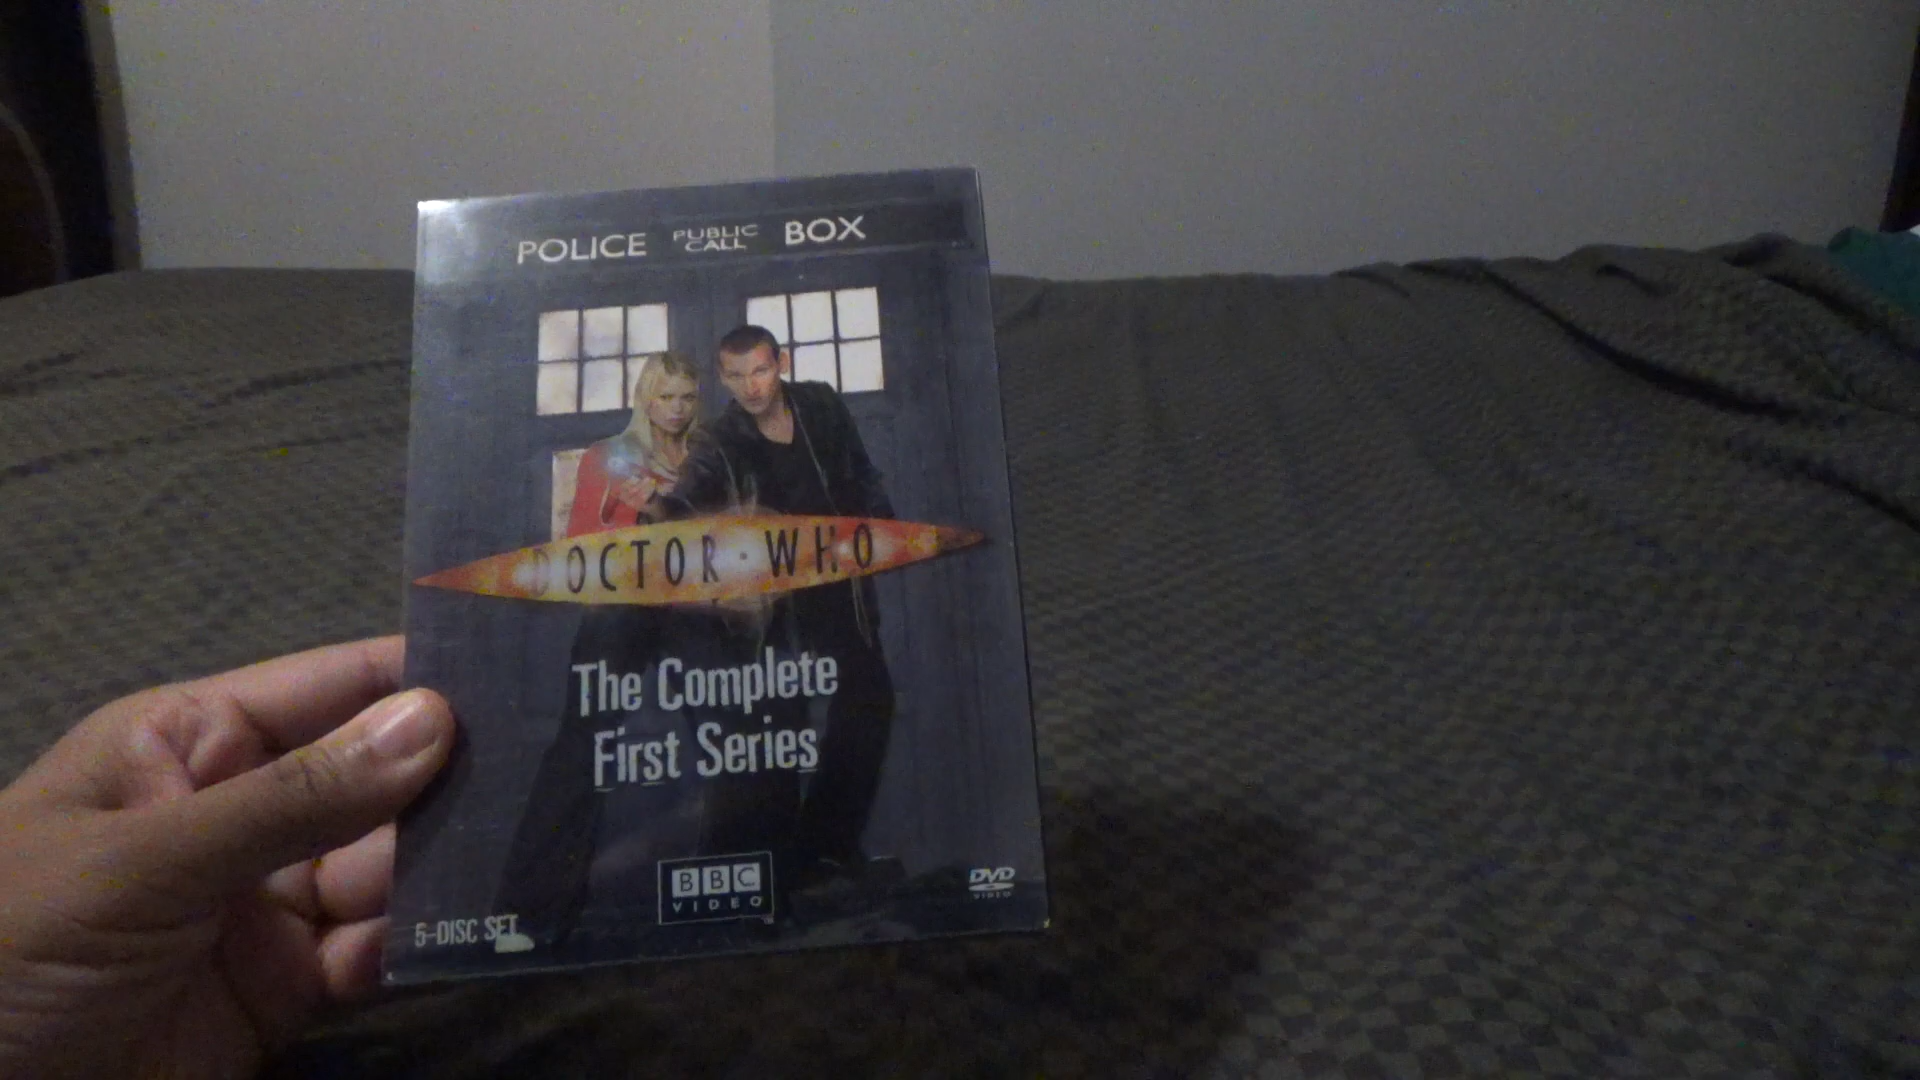 POLICE PUBLIC CALL BOX
DOCTOR · WHO
The Complete
First Series
BBC
VIDEO
DVD
VIDEO
5-DISC SET